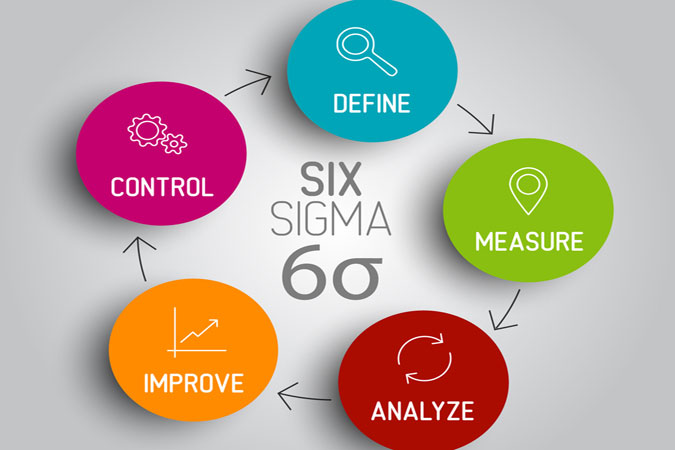 SIX
SIGMA
6σ
DEFINE
MEASURE
ANALYZE
IMPROVE
CONTROL